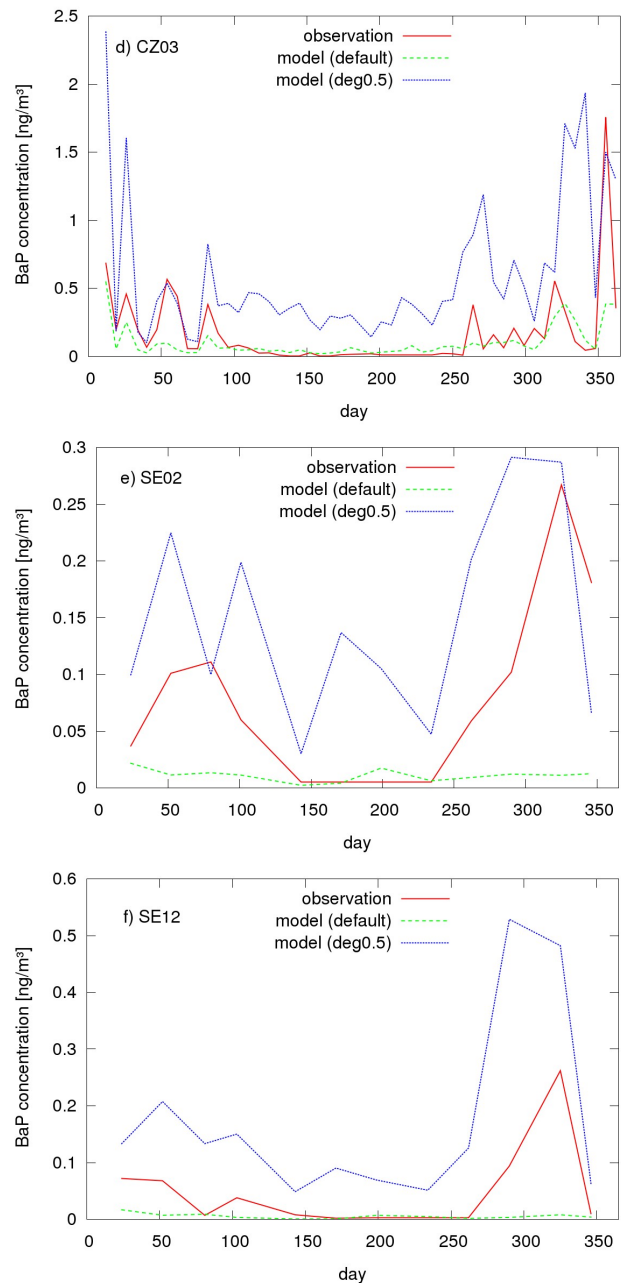 2.5
d) CZ03
observation
model (default)
model (deg0.5)
2
1.5
1
0.5
0
BaP concentration [ng/m³]
0 50 100 150 200 250 300 350
day
0.3
e) SE02
observation
model (default)
model (deg0.5)
0.25
0.2
0.15
0.1
0.05
0
BaP concentration [ng/m³]
0 50 100 150 200 250 300 350
day
0.6
f) SE12
observation
model (default)
model (deg0.5)
0.5
0.4
0.3
0.2
0.1
0
BaP concentration [ng/m³]
0 50 100 150 200 250 300 350
day